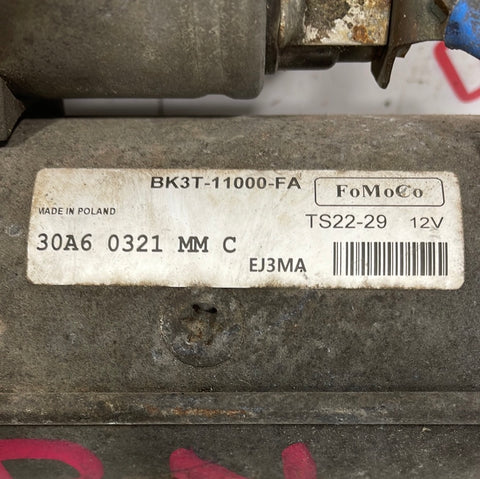 BK3T-11000-FA FoMoCo
MADE IN POLAND TS22-29 12V
30A6 0321 MM C
EJ3MA